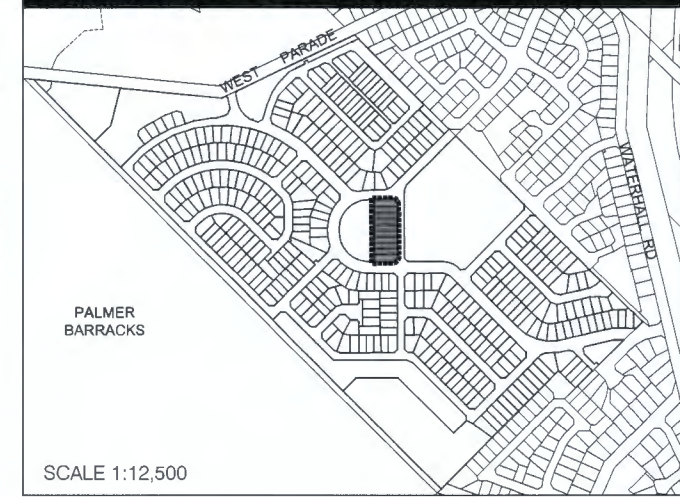 WEST PARADE
WATERHALL RD
PALMER
BARRACKS
SCALE 1:12,500